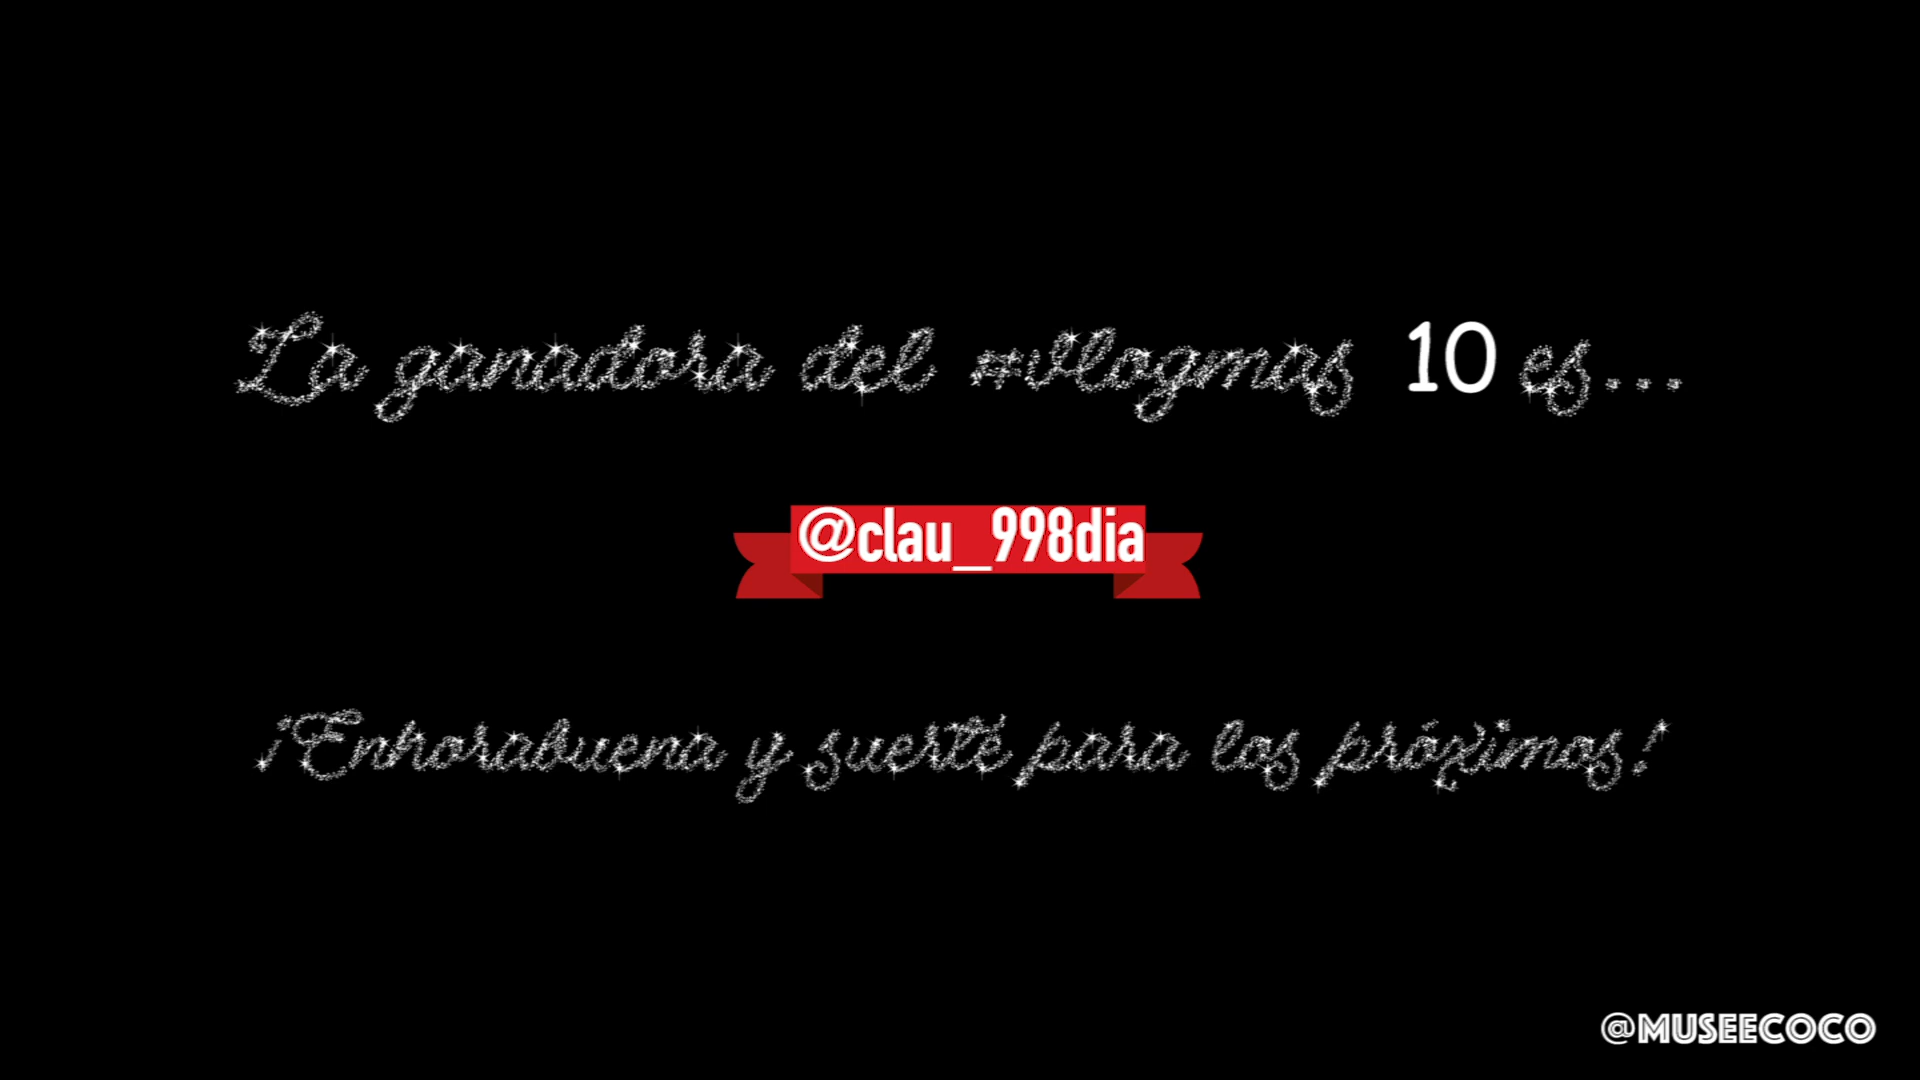 La ganadora del #vlogmas 10 es...
@clau_998dia
¡Enhorabuena y suerte para los próximos!
@MUSEECOCO